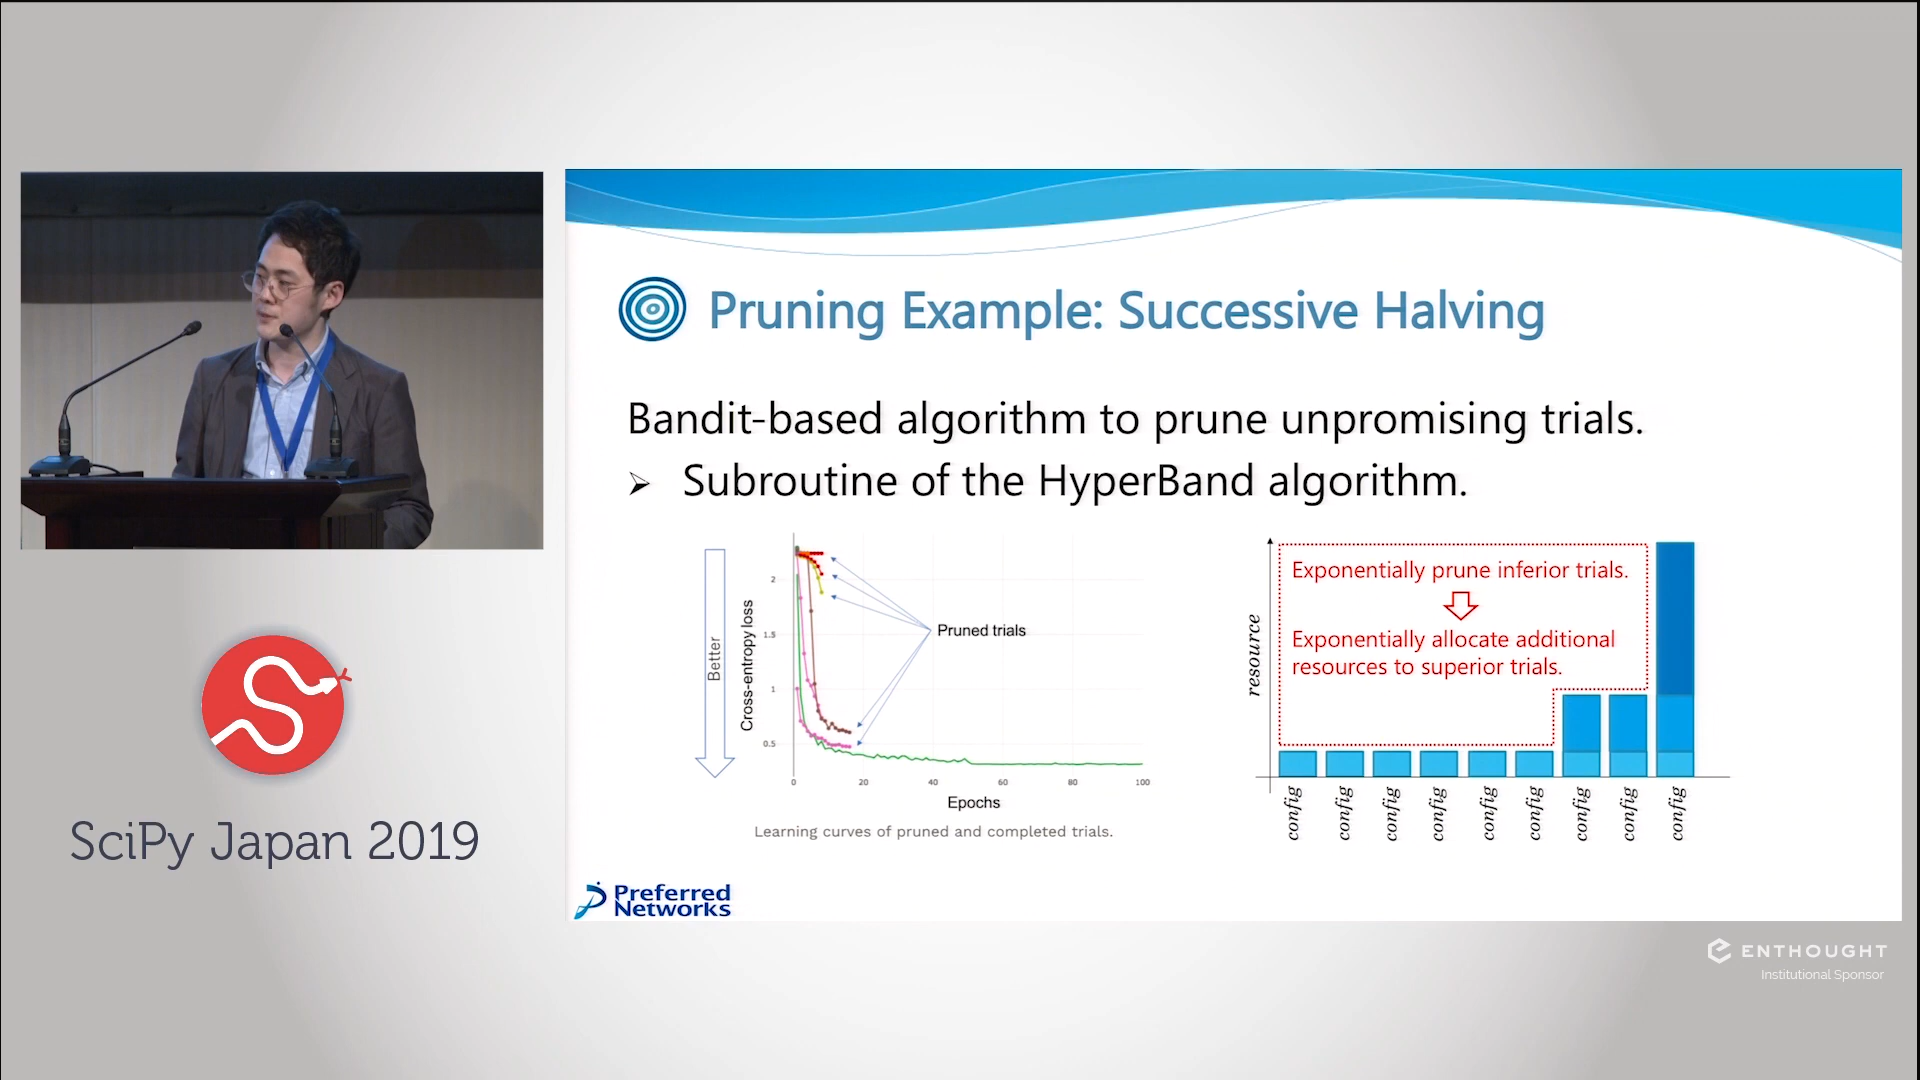 Pruning Example: Successive Halving
Bandit-based algorithm to prune unpromising trials.
➢ Subroutine of the HyperBand algorithm.
Better
Cross-entropy loss
2
1.5
1
0.5
0 20 40 60 80 100
Epochs
Pruned trials
Learning curves of pruned and completed trials.
resource
Exponentially prune inferior trials.
Exponentially allocate additional
resources to superior trials.
config config config config config config config config config
Preferred
Networks
SciPy Japan 2019
ENTHOUGHT
Institutional Sponsor